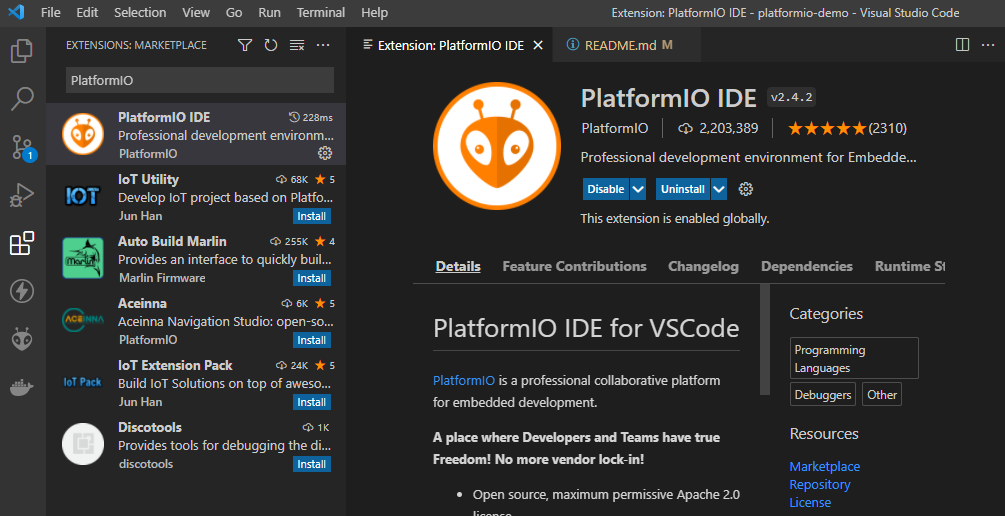 File Edit Selection View Go Run Terminal Help Extension: PlatformIO IDE - platformio-demo - Visual Studio Code
EXTENSIONS: MARKETPLACE
PlatformIO
1
PlatformIO IDE 228ms
Professional development environm...
PlatformIO
IOT
IoT Utility 68K 5
Develop IoT project based on Platfo...
Jun Han Install
Marlin
Auto Build Marlin 255K 4
Provides an interface to quickly buil...
Marlin Firmware Install
ACEINNA
Aceinna 6K 5
Aceinna Navigation Studio: open-so...
PlatformIO Install
IoT Pack
IoT Extension Pack 24K 5
Build IoT Solutions on top of aweso...
Jun Han Install
Discotools 1K
Provides tools for debugging the di...
discotools Install
Extension: PlatformIO IDE README.md M
PlatformIO IDE v2.4.2
PlatformIO 2,203,389 (2310)
Professional development environment for Embedde...
Disable Uninstall
This extension is enabled globally.
Details Feature Contributions Changelog Dependencies Runtime St
PlatformIO IDE for VSCode
PlatformIO is a professional collaborative platform
for embedded development.
A place where Developers and Teams have true
Freedom! No more vendor lock-in!
• Open source, maximum permissive Apache 2.0
license
Categories
Programming
Languages
Debuggers Other
Resources
Marketplace
Repository
License